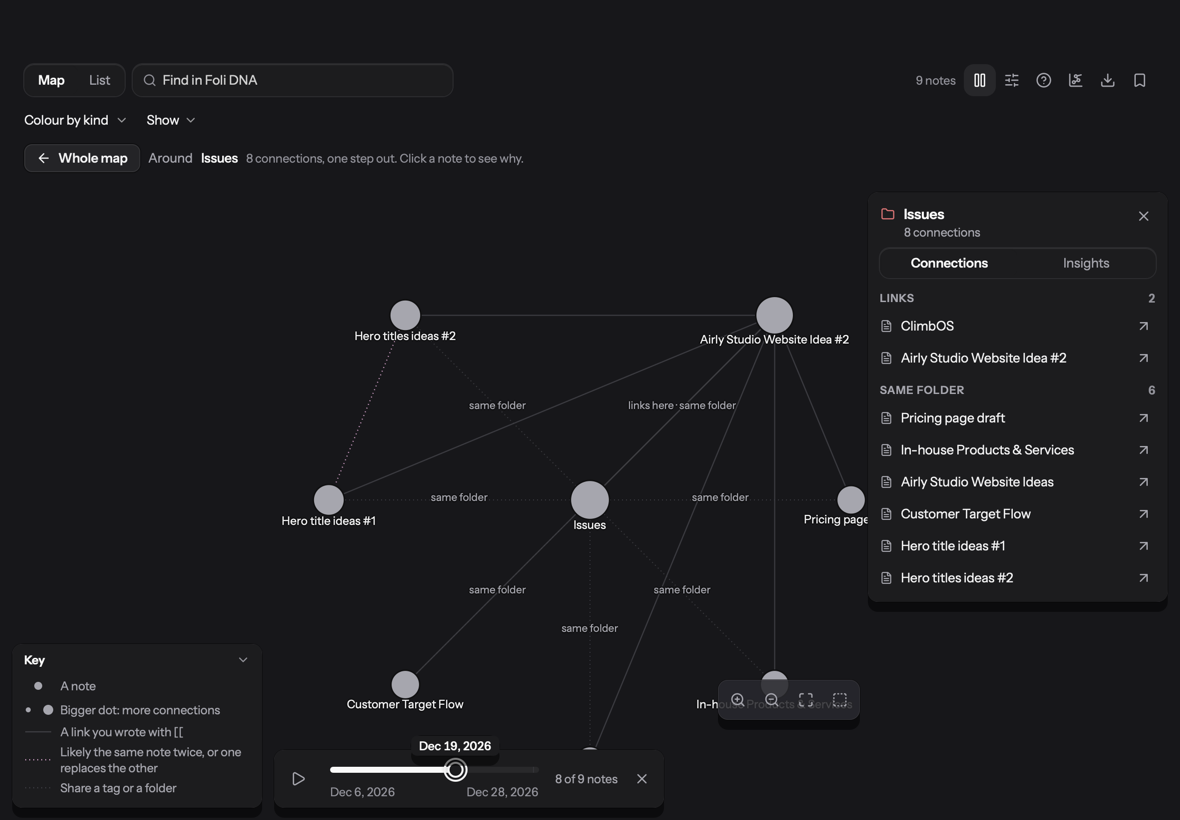 Map
List
Find in Foli DNA
9 notes
Colour by kind
Show
Whole map
Around Issues 8 connections, one step out. Click a note to see why.
Issues
8 connections
Connections
Insights
LINKS 2
ClimbOS
Airly Studio Website Idea #2
SAME FOLDER 6
Pricing page draft
In-house Products & Services
Airly Studio Website Ideas
Customer Target Flow
Hero title ideas #1
Hero titles ideas #2
Hero titles ideas #2
Airly Studio Website Idea #2
same folder
links here · same folder
same folder
same folder
Hero title ideas #1
Issues
Pricing page
same folder
same folder
same folder
Customer Target Flow
In-house Products & Services
Key
A note
Bigger dot: more connections
A link you wrote with [[
Likely the same note twice, or one
replaces the other
Share a tag or a folder
Dec 19, 2026
8 of 9 notes
Dec 6, 2026
Dec 28, 2026